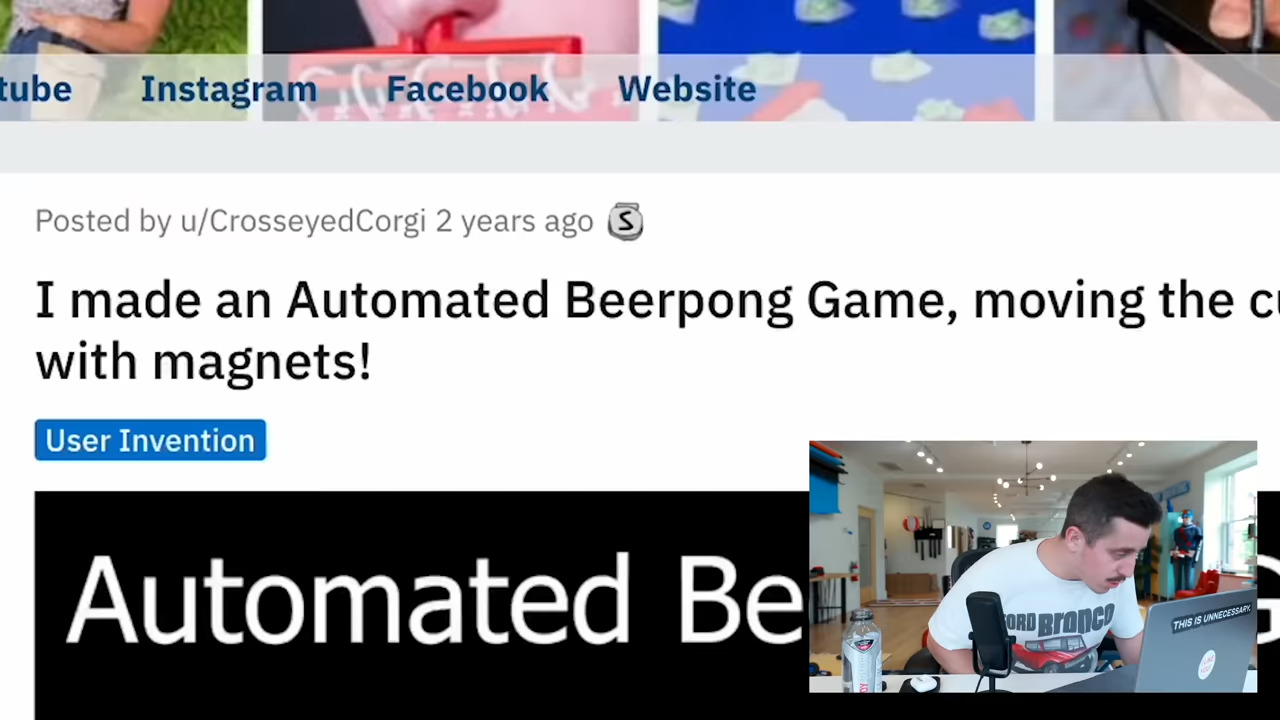 tube Instagram Facebook Website
Posted by u/CrosseyedCorgi 2 years ago S
I made an Automated Beerpong Game, moving the cu
with magnets!
User Invention
Automated Be
FORD BRONCO
THIS IS UNNECESSARY.